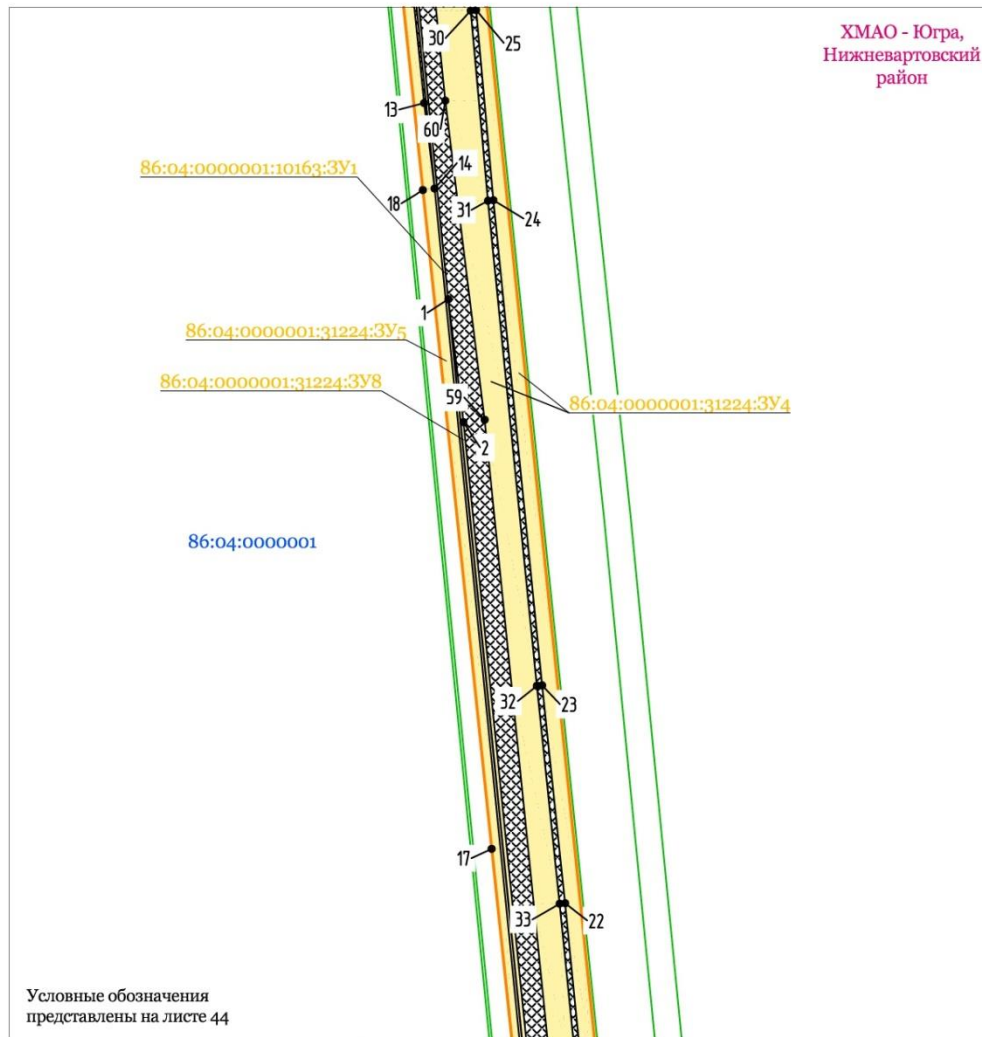 30
25
ХМАО - Югра,
Нижневартовский
район
13
60
86:04:0000001:10163:ЗУ1
14
18
31
24
1
86:04:0000001:31224:ЗУ5
86:04:0000001:31224:ЗУ8
59
86:04:0000001:31224:ЗУ4
2
86:04:0000001
32
23
17
33
22
Условные обозначения
представлены на листе 44